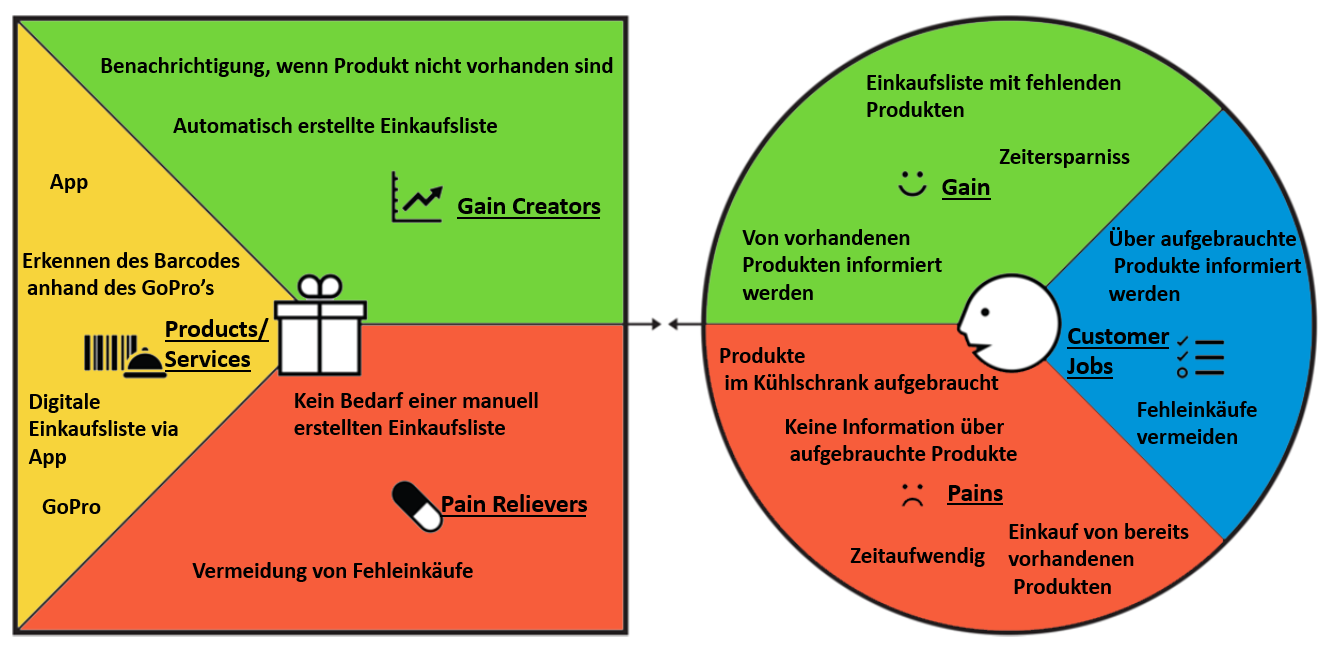 Benachrichtigung, wenn Produkt nicht vorhanden sind
Automatisch erstellte Einkaufsliste
Gain Creators
App
Erkennen des Barcodes
anhand des GoPro’s
Products/
Services
Digitale
Einkaufsliste via
App
GoPro
Kein Bedarf einer manuell
erstellten Einkaufsliste
Pain Relievers
Vermeidung von Fehleinkäufe
Einkaufsliste mit fehlenden
Produkten
Zeitersparniss
Gain
Von vorhandenen
Produkten informiert
werden
Über aufgebrauchte
Produkte informiert
werden
Customer
Jobs
Fehleinkäufe
vermeiden
Produkte
im Kühlschrank aufgebraucht
Keine Information über
aufgebrauchte Produkte
Pains
Zeitaufwendig
Einkauf von bereits
vorhandenen
Produkten